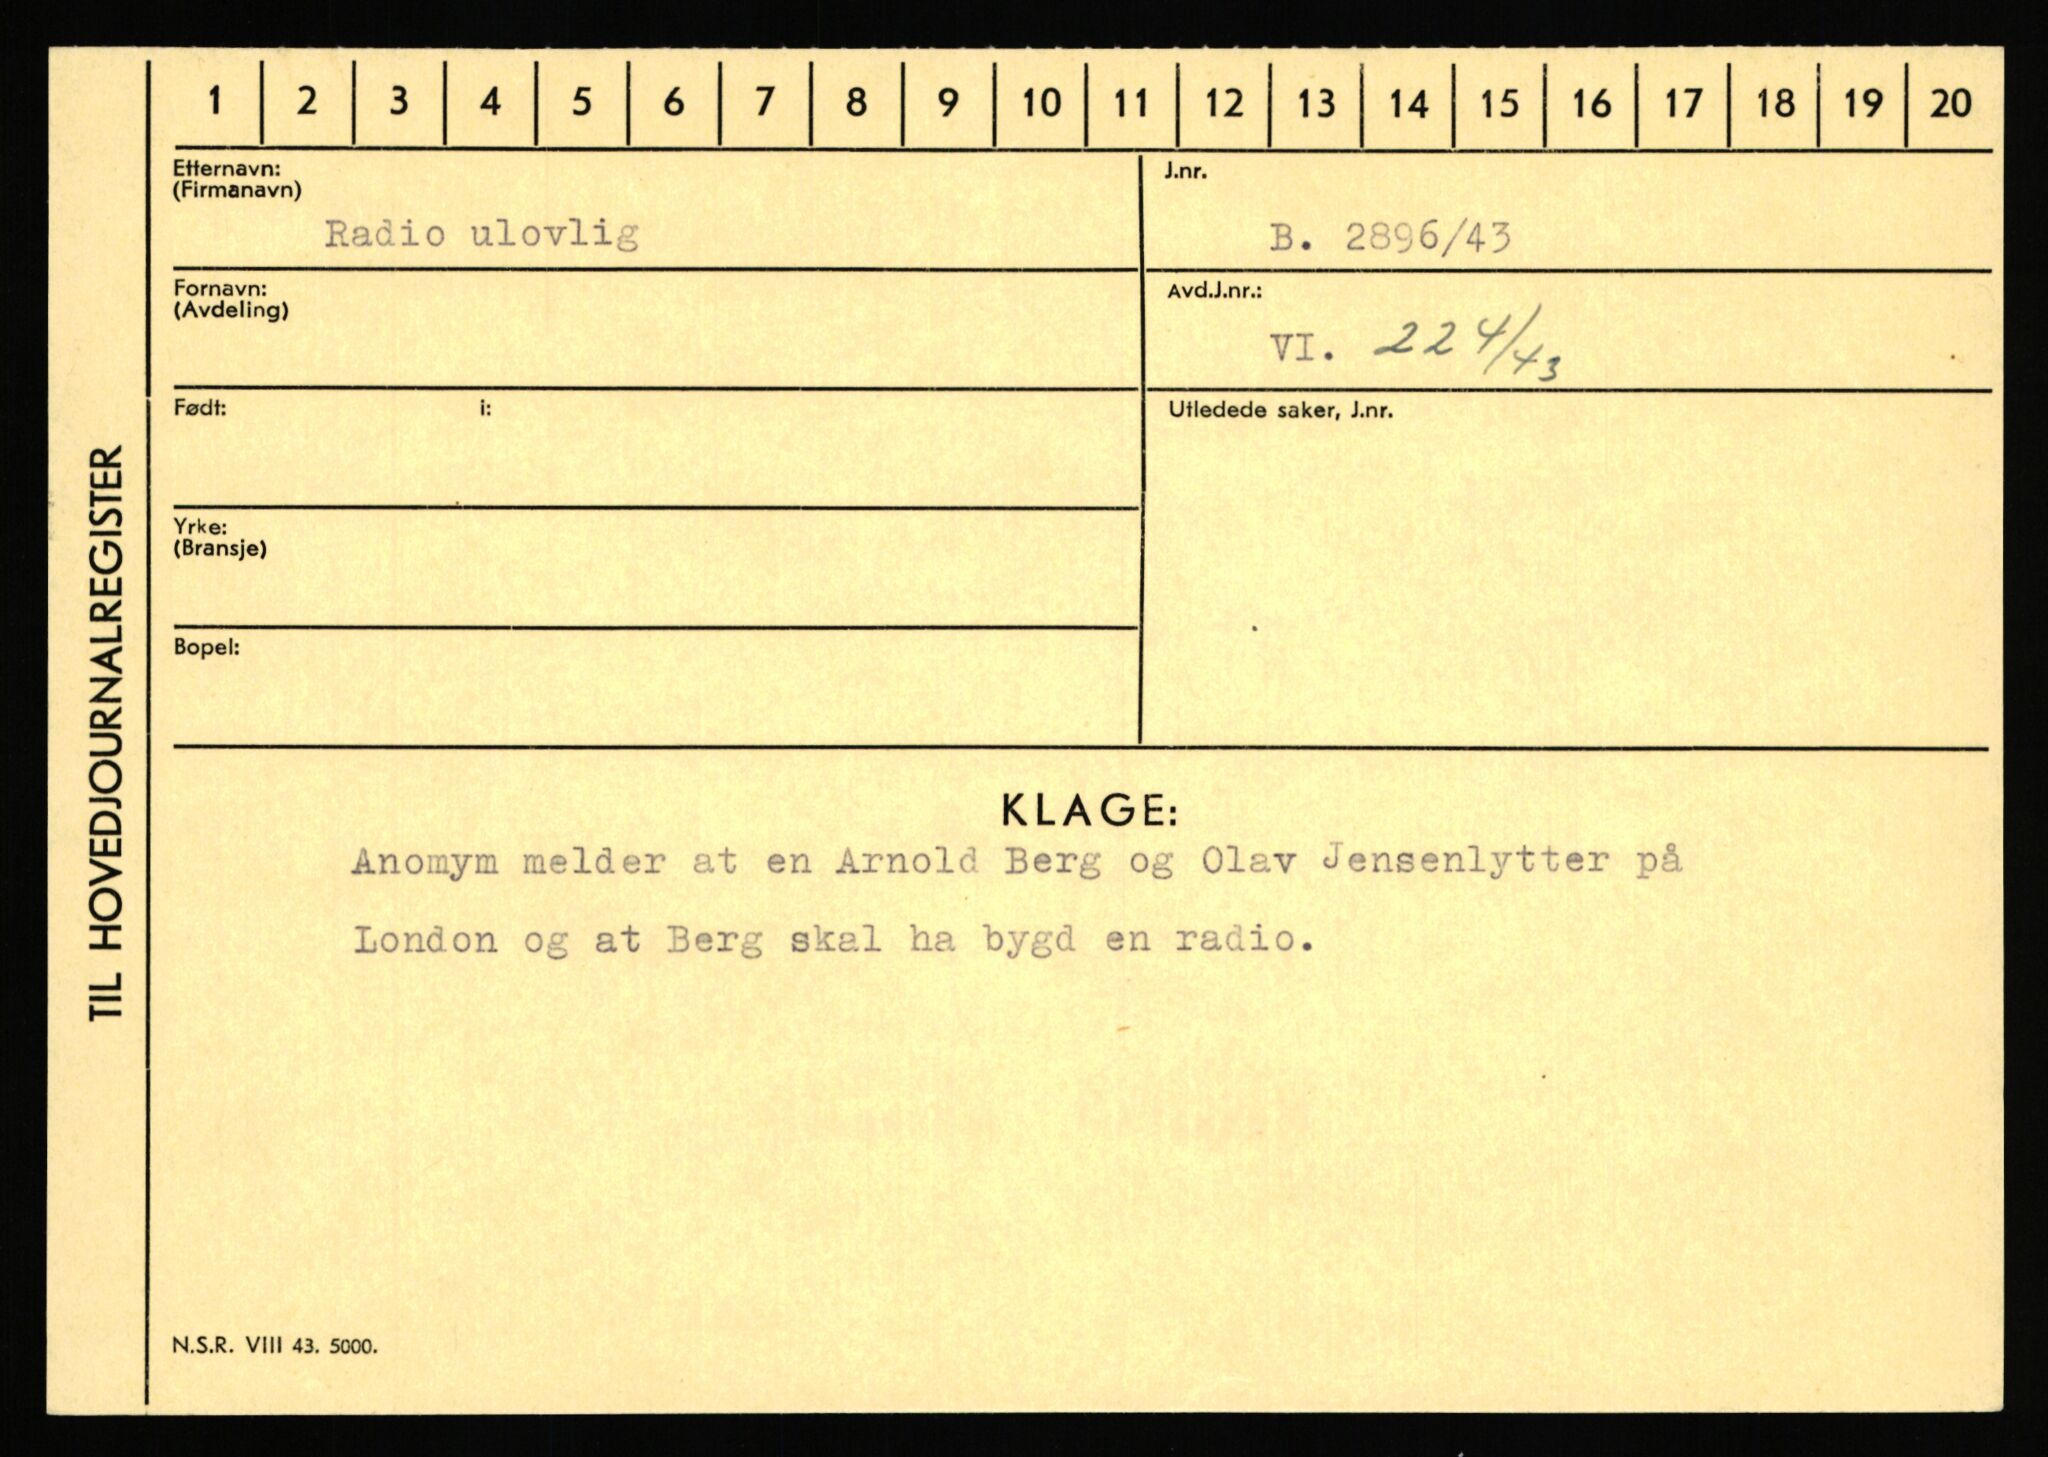 1 2 3 4 5 6 7 8 9 10 11 12 13 14 15 16 17 18 19 20
TIL HOVEDJOURNALREGISTER
Etternavn:
(Firmanavn)
Radio ulovlig
J.nr.
B. 2896/43
Fornavn:
(Avdeling)
Avd.J.nr.:
VI. 224/43
Født: i:
Utledede saker, J.nr.
Yrke:
(Bransje)
Bopel:
KLAGE:
Anomym melder at en Arnold Berg og Olav Jensenlytter på
London og at Berg skal ha bygd en radio.
N.S.R. VIII 43. 5000.